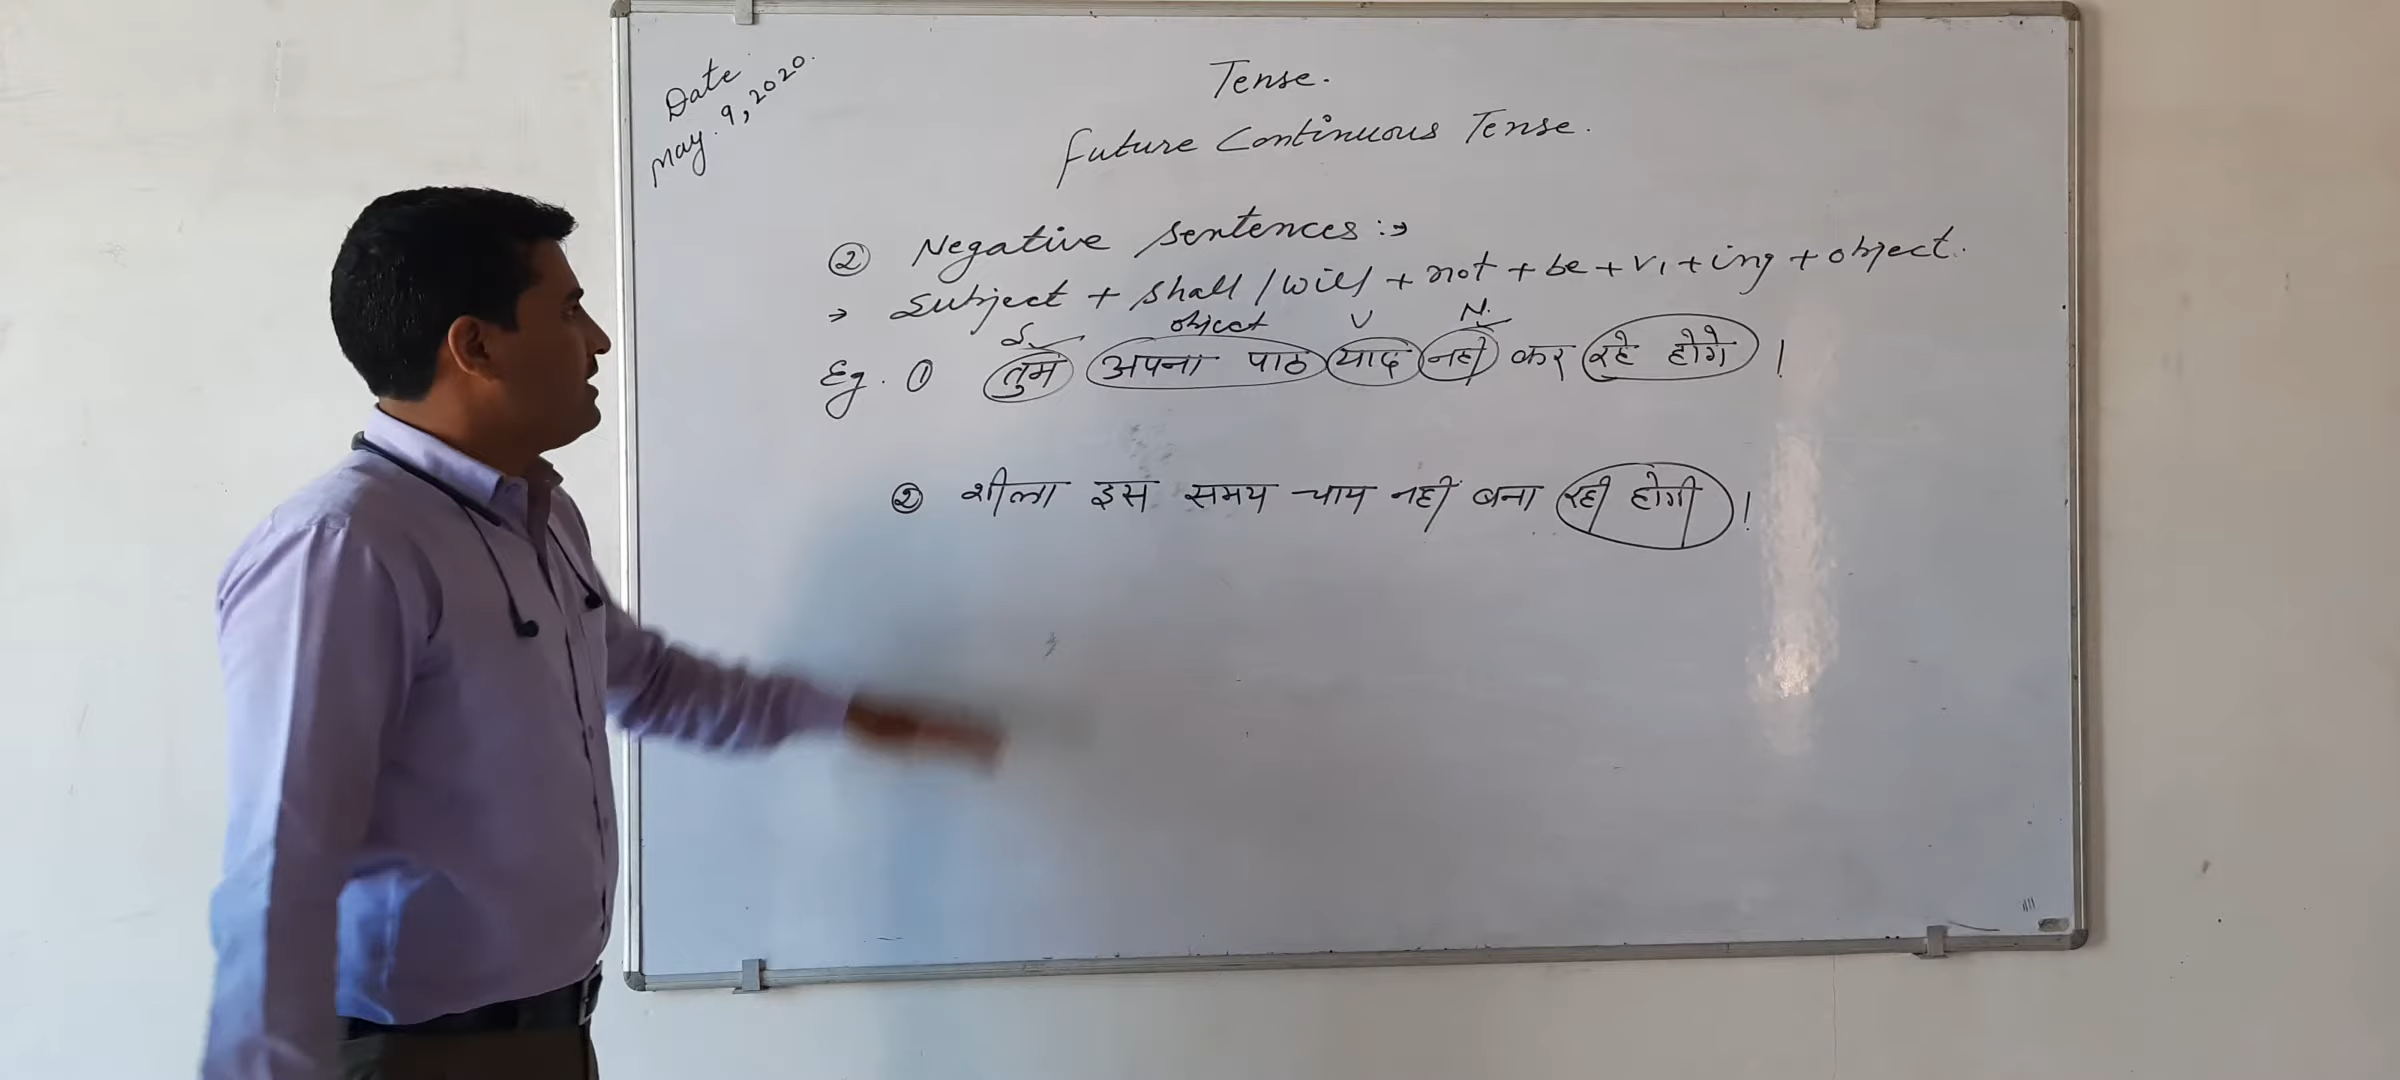 Date.
May. 9, 2020.
Tense.
Future Continuous Tense.
② Negative Sentences :→
→ Subject + shall / will + not + be + V₁ + ing + object.
S. object V N.
Eg. ① तुम अपना पाठ याद नहीं कर रहे होगे ।
② शीला इस समय चाय नहीं बना रही होगी ।